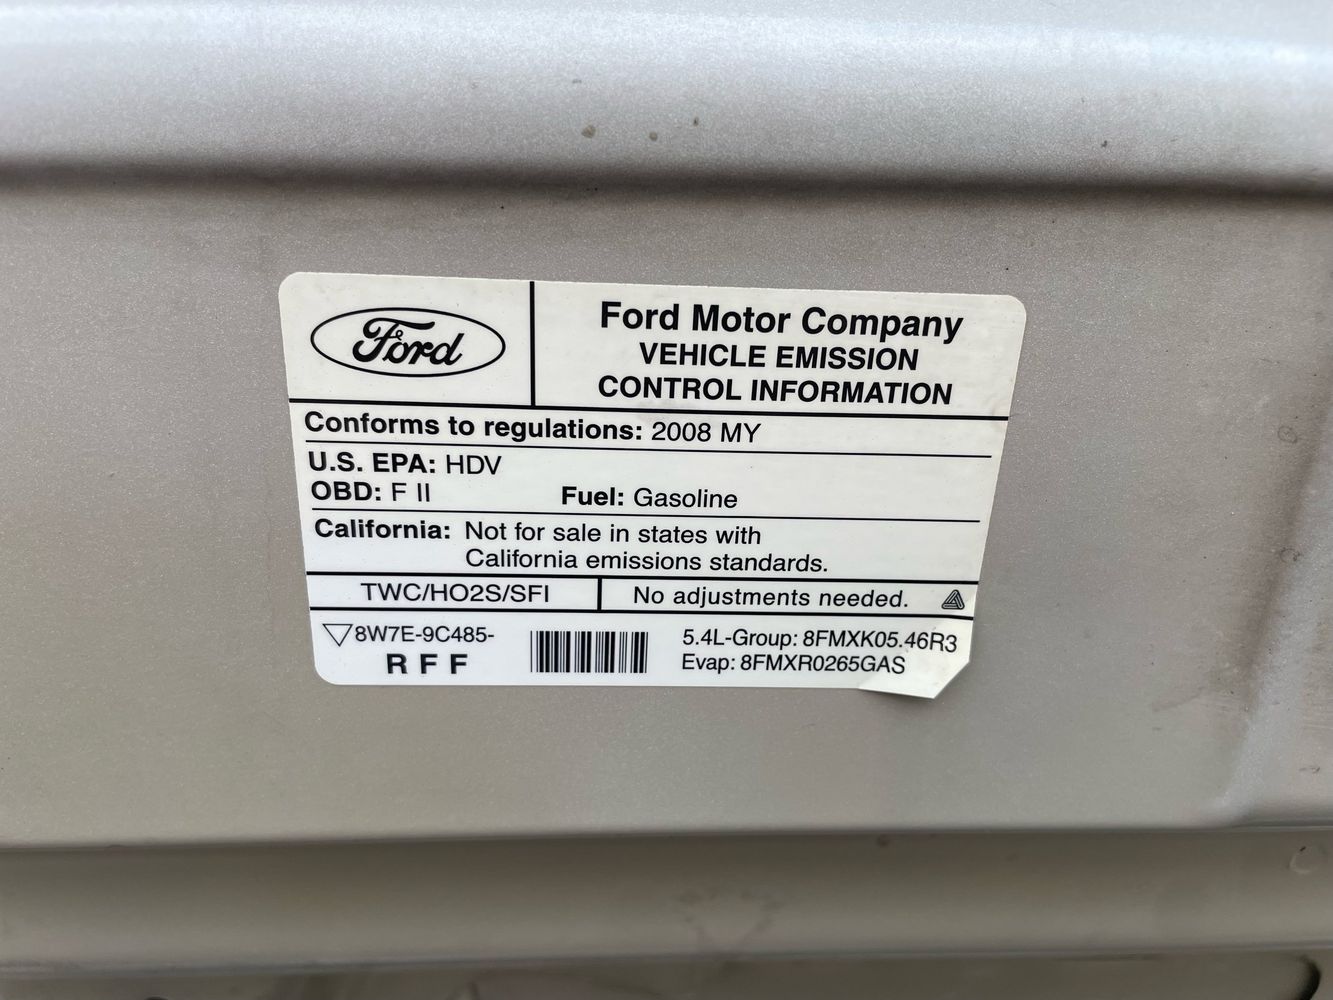 Ford
Ford Motor Company
VEHICLE EMISSION
CONTROL INFORMATION
Conforms to regulations: 2008 MY
U.S. EPA: HDV
OBD: F II Fuel: Gasoline
California: Not for sale in states with
California emissions standards.
TWC/HO2S/SFI No adjustments needed.
8W7E-9C485-
R F F
5.4L-Group: 8FMXK05.46R3
Evap: 8FMXR0265GAS